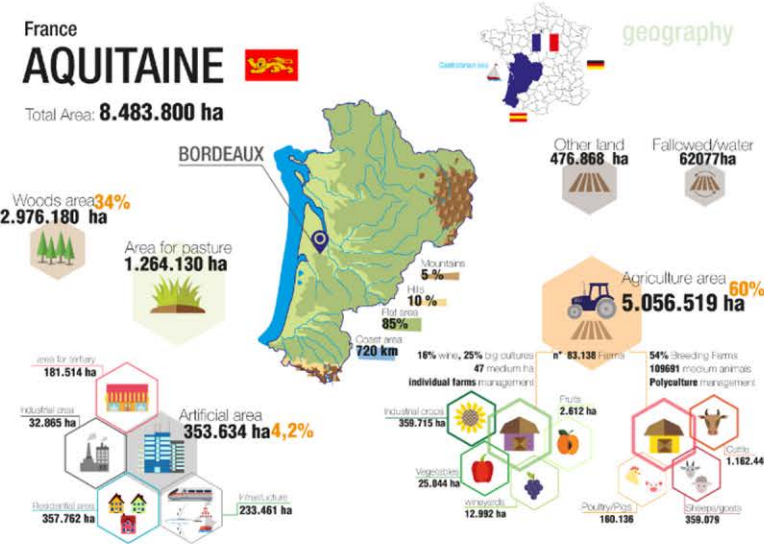 France
AQUITAINE
geography
Total Area: 8.483.800 ha
BORDEAUX
Other land
476.868 ha
Fallowed/water
62077ha
Woods area 34%
2.976.180 ha
Area for pasture
1.264.130 ha
Mountains
5 %
Hills
10 %
Flat area
85%
Coast area
720 km
Agriculture area
60%
5.056.519 ha
16% wine, 25% big cultures
47 medium ha
individual farms management
n° 83.138 Farms
54% Breeding Farms
109691 medium animals
Polyculture management
area for tertiary
181.514 ha
Industrial area
32.865 ha
Artificial area
353.634 ha 4,2%
Residential area
357.762 ha
233.461 ha
Industrial crops
359.715 ha
Fruits
2.612 ha
Vegetables
25.044 ha
wineyards
12.992 ha
Cattle
1.162.44
Poultry/Pigs
160.136
Sheeps/goats
359.079